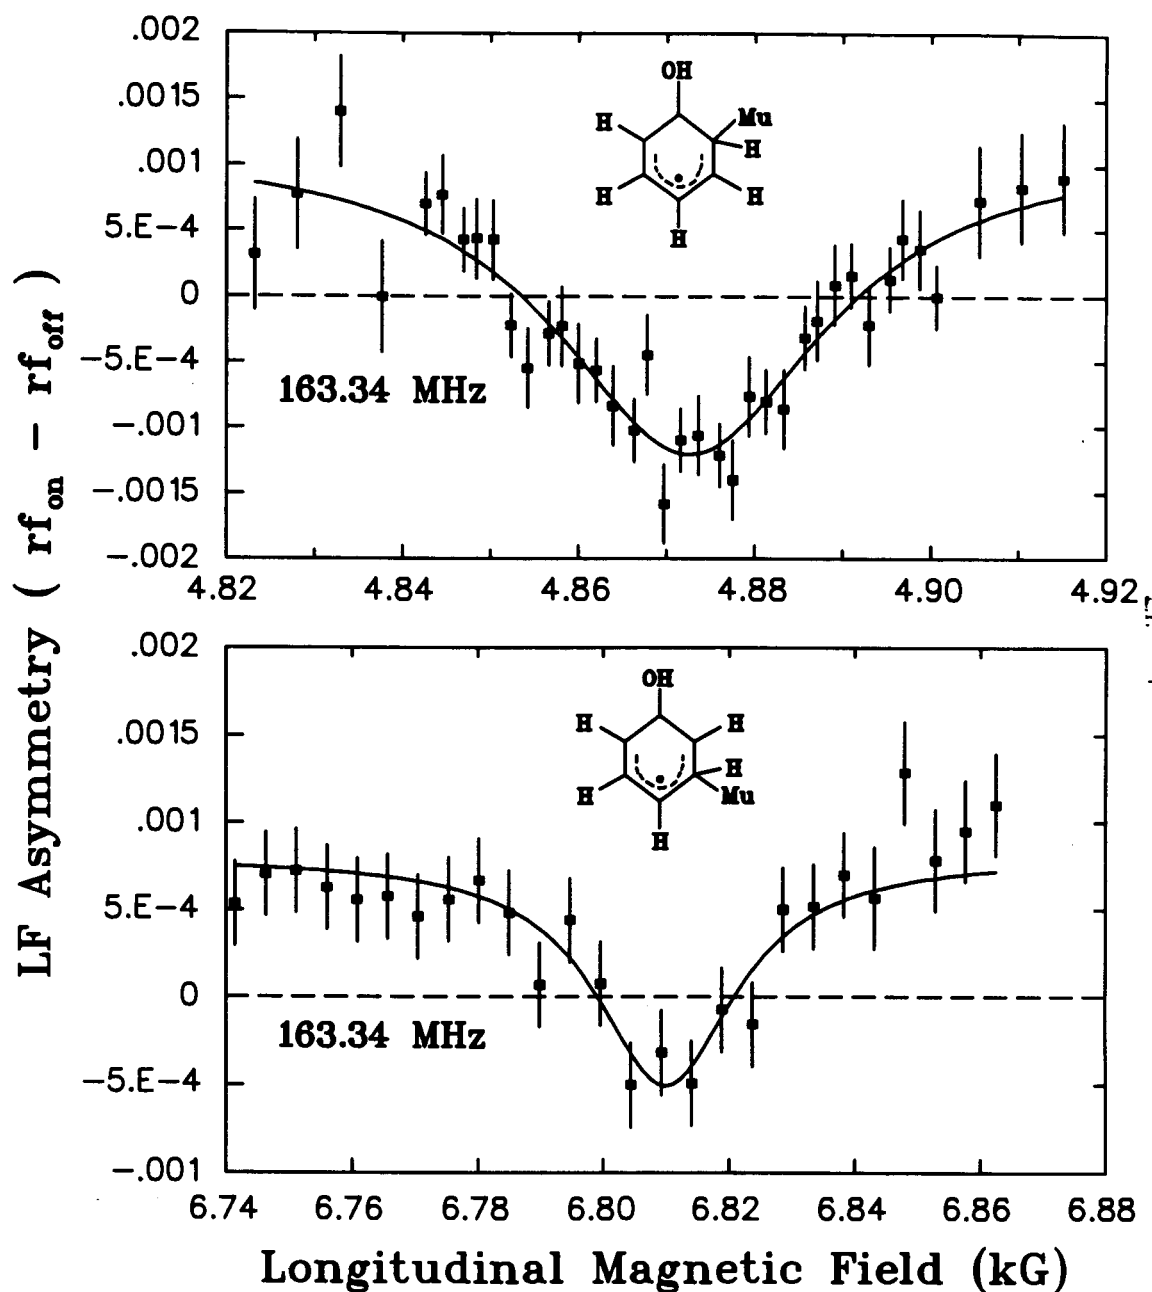 LF Asymmetry ( rf_on − rf_off )
.002
.0015
.001
5.E−4
0
−5.E−4
−.001
−.0015
−.002
OH
H
Mu
H
H
H
H
163.34 MHz
4.82 4.84 4.86 4.88 4.90 4.92
.002
.0015
.001
5.E−4
0
−5.E−4
−.001
OH
H
H
H
H
Mu
H
163.34 MHz
6.74 6.76 6.78 6.80 6.82 6.84 6.86 6.88
Longitudinal Magnetic Field (kG)